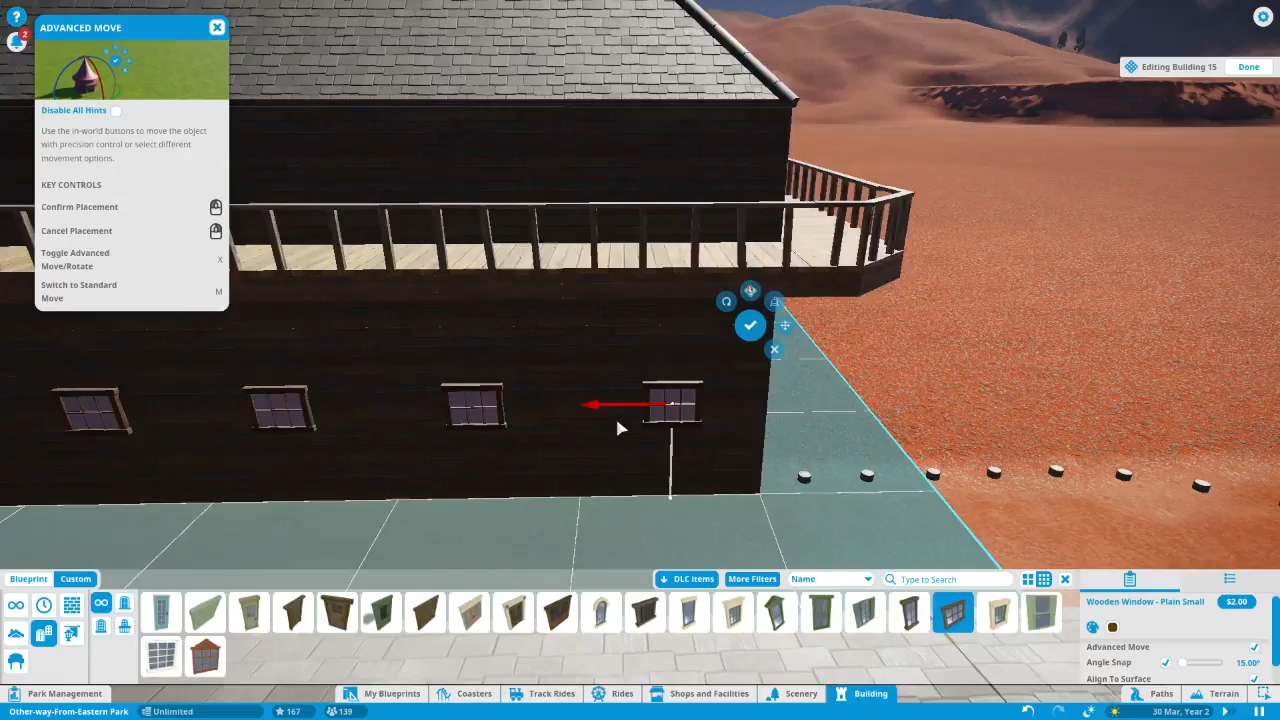 ?
2
ADVANCED MOVE
Disable All Hints
Use the in-world buttons to move the object
with precision control or select different
movement options.
KEY CONTROLS
Confirm Placement
Cancel Placement
Toggle Advanced
Move/Rotate
X
Switch to Standard
Move
M
Editing Building 15
Done
Blueprint
Custom
DLC Items
More Filters
Name
Type to Search
Wooden Window - Plain Small
$2.00
Advanced Move
Angle Snap
15.00°
Align To Surface
Park Management
My Blueprints
Coasters
Track Rides
Rides
Shops and Facilities
Scenery
Building
Paths
Terrain
Other-way-From-Eastern Park
Unlimited
167
139
30 Mar, Year 2